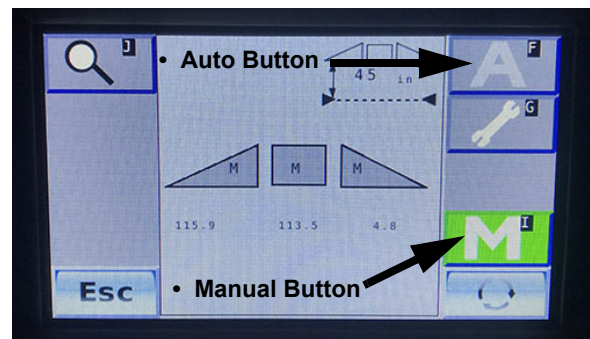 J
• Auto Button
A F
45 in
G
M M M
115.9 113.5 4.8
M I
Esc
• Manual Button